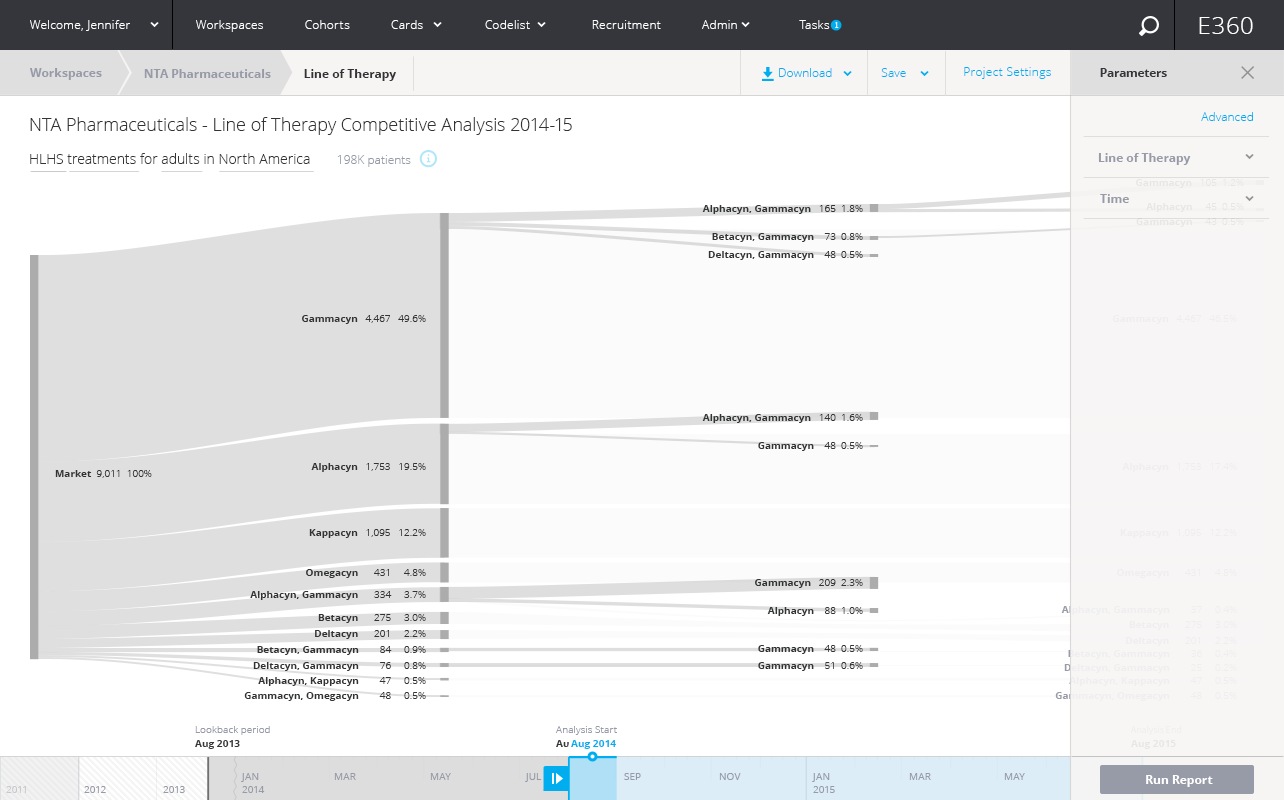 Welcome, Jennifer Workspaces Cohorts Cards Codelist Recruitment Admin Tasks 1 E360
Workspaces NTA Pharmaceuticals Line of Therapy Download Save Project Settings Parameters
Advanced
NTA Pharmaceuticals - Line of Therapy Competitive Analysis 2014-15
HLHS treatments for adults in North America 198K patients i
Line of Therapy
Time
Alphacyn, Gammacyn 165 1.8%
Betacyn, Gammacyn 73 0.8%
Deltacyn, Gammacyn 48 0.5%
Gammacyn 4,467 49.6%
Alphacyn, Gammacyn 140 1.6%
Gammacyn 48 0.5%
Alphacyn 1,753 19.5%
Market 9,011 100%
Kappacyn 1,095 12.2%
Omegacyn 431 4.8%
Gammacyn 209 2.3%
Alphacyn, Gammacyn 334 3.7%
Alphacyn 88 1.0%
Betacyn 275 3.0%
Deltacyn 201 2.2%
Betacyn, Gammacyn 84 0.9%
Gammacyn 48 0.5%
Deltacyn, Gammacyn 76 0.8%
Gammacyn 51 0.6%
Alphacyn, Kappacyn 47 0.5%
Gammacyn, Omegacyn 48 0.5%
Lookback period
Aug 2013
Analysis Start
Aug 2014
Aug 2015
2011 2012 2013
JAN 2014 MAR MAY JUL SEP NOV JAN 2015 MAR MAY
Run Report